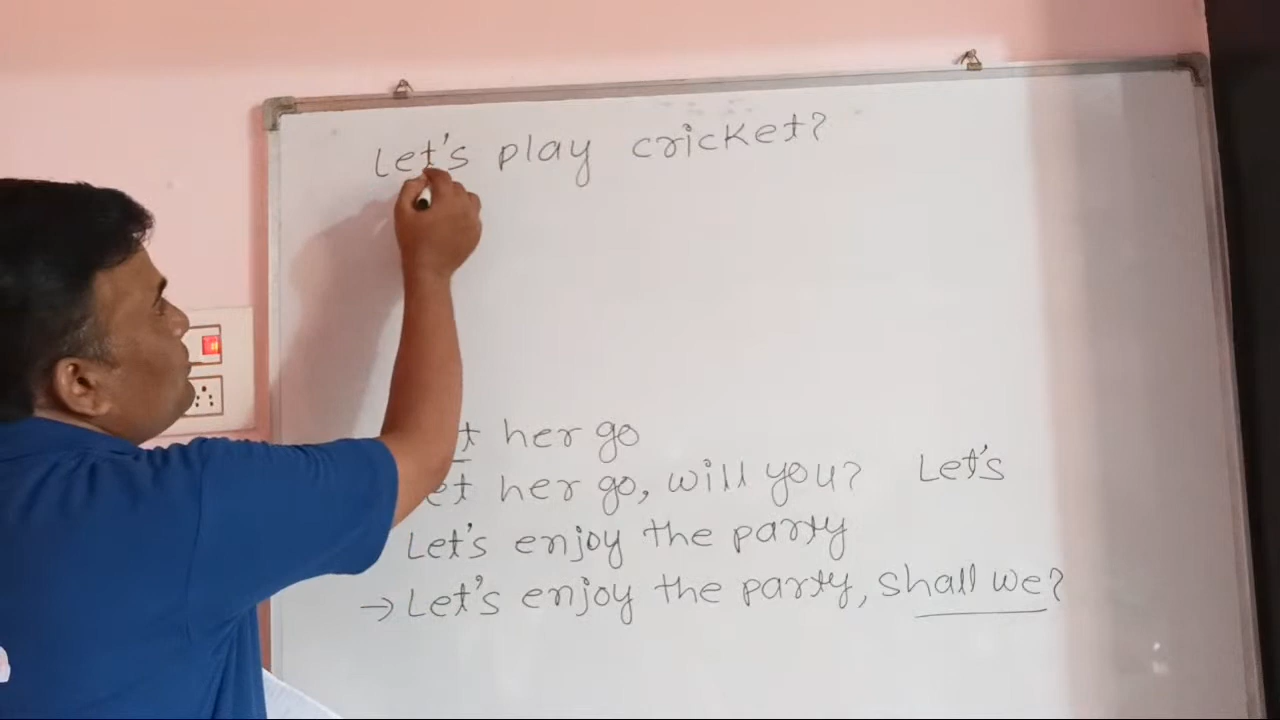 Let's play cricket?
her go
her go, will you? Let's
Let's enjoy the party
→ Let's enjoy the party, shall we?